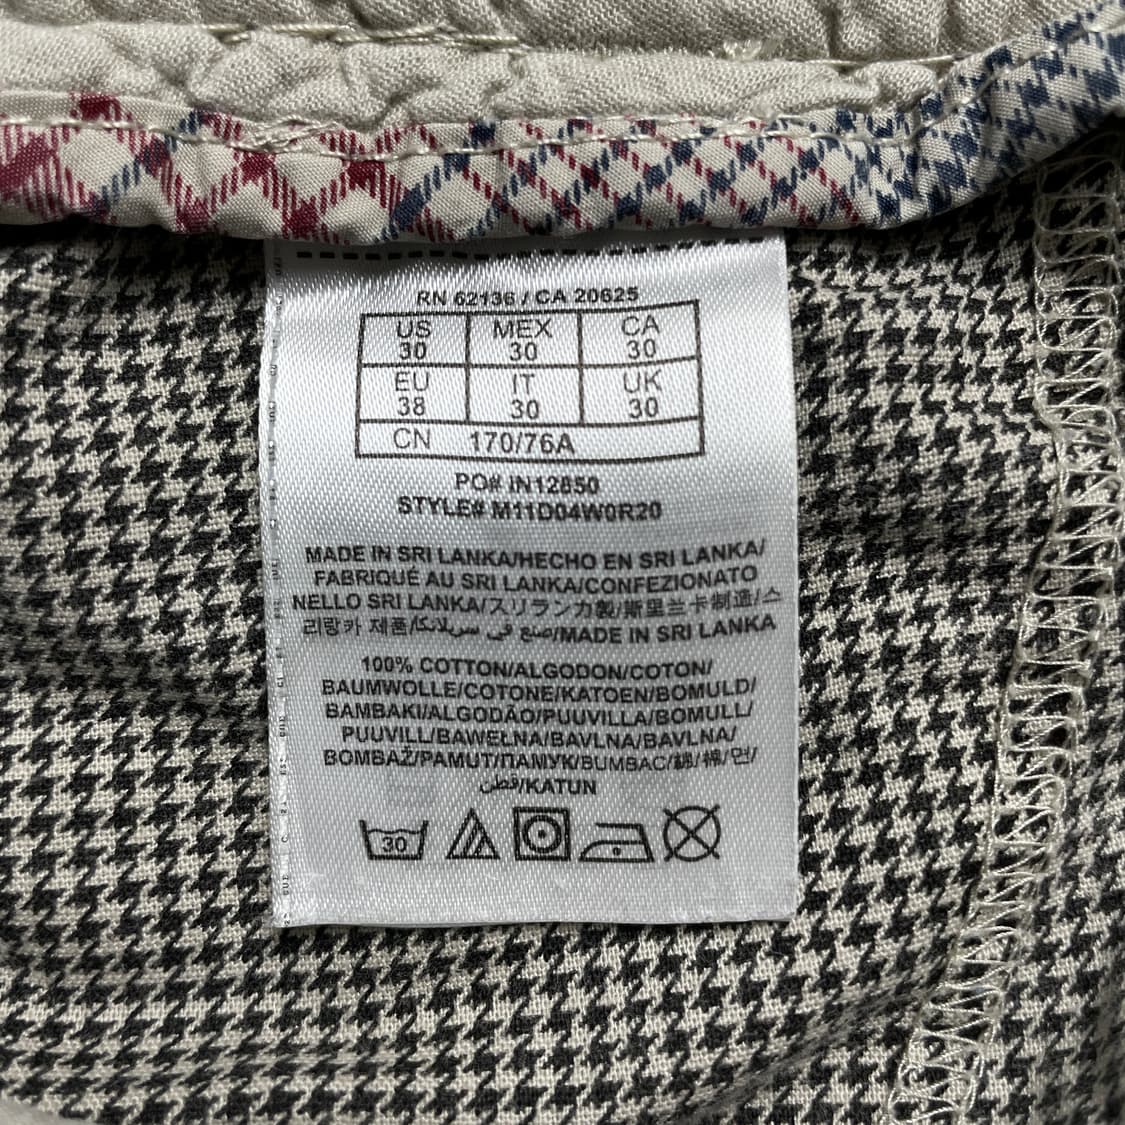 RN 62136 / CA 20625
US MEX CA
30 30 30
EU IT UK
38 30 30
CN 170/76A
PO# IN12850
STYLE# M11D04W0R20
MADE IN SRI LANKA/HECHO EN SRI LANKA/
FABRIQUÉ AU SRI LANKA/CONFEZIONATO
NELLO SRI LANKA/スリランカ製/斯里兰卡制造/스
리랑카 제품/صنع في سريلانكا/MADE IN SRI LANKA
100% COTTON/ALGODON/COTON/
BAUMWOLLE/COTONE/KATOEN/BOMULD/
BAMBAKI/ALGODÃO/PUUVILLA/BOMULL/
PUUVILL/BAWEŁNA/BAVLNA/BAVLNA/
BOMBAŽ/PAMUT/ПАМУК/BUMBAC/綿/棉/면/
قطن/KATUN
30